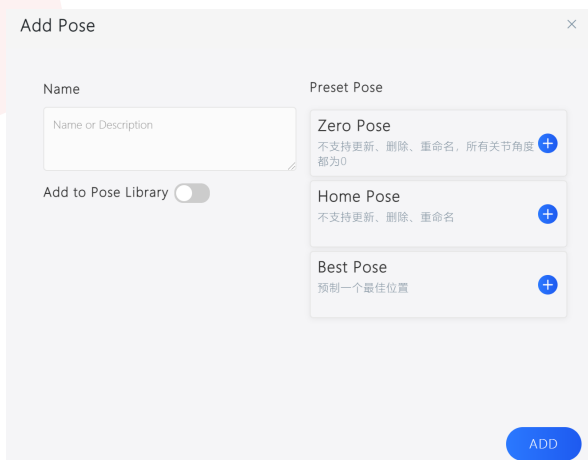 Add Pose
Name
Name or Description
Add to Pose Library
Preset Pose
Zero Pose
不支持更新、删除、重命名，所有关节角度
都为0
Home Pose
不支持更新、删除、重命名
Best Pose
预制一个最佳位置
ADD